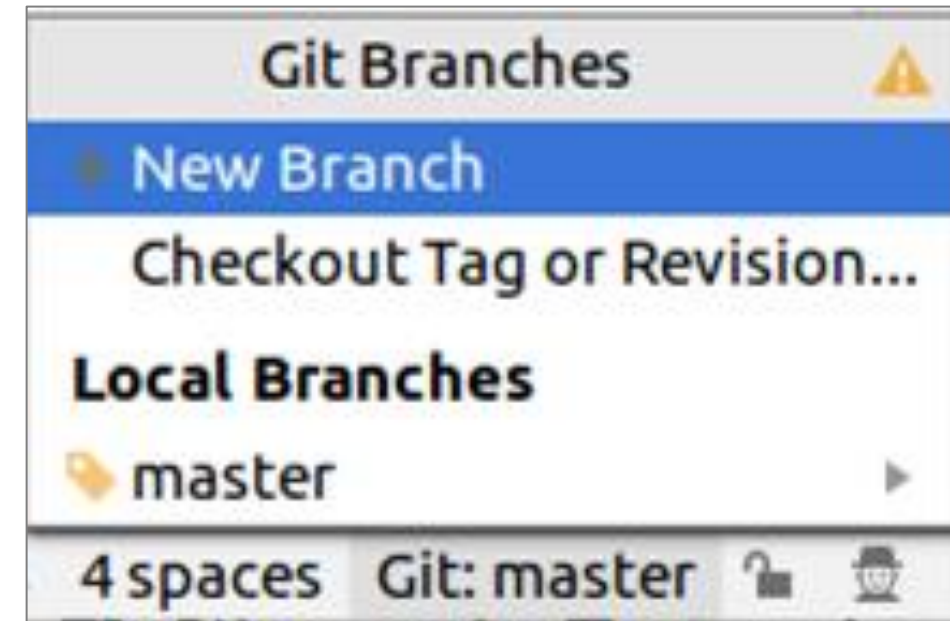 Git Branches
New Branch
Checkout Tag or Revision...
Local Branches
master
4 spaces Git: master